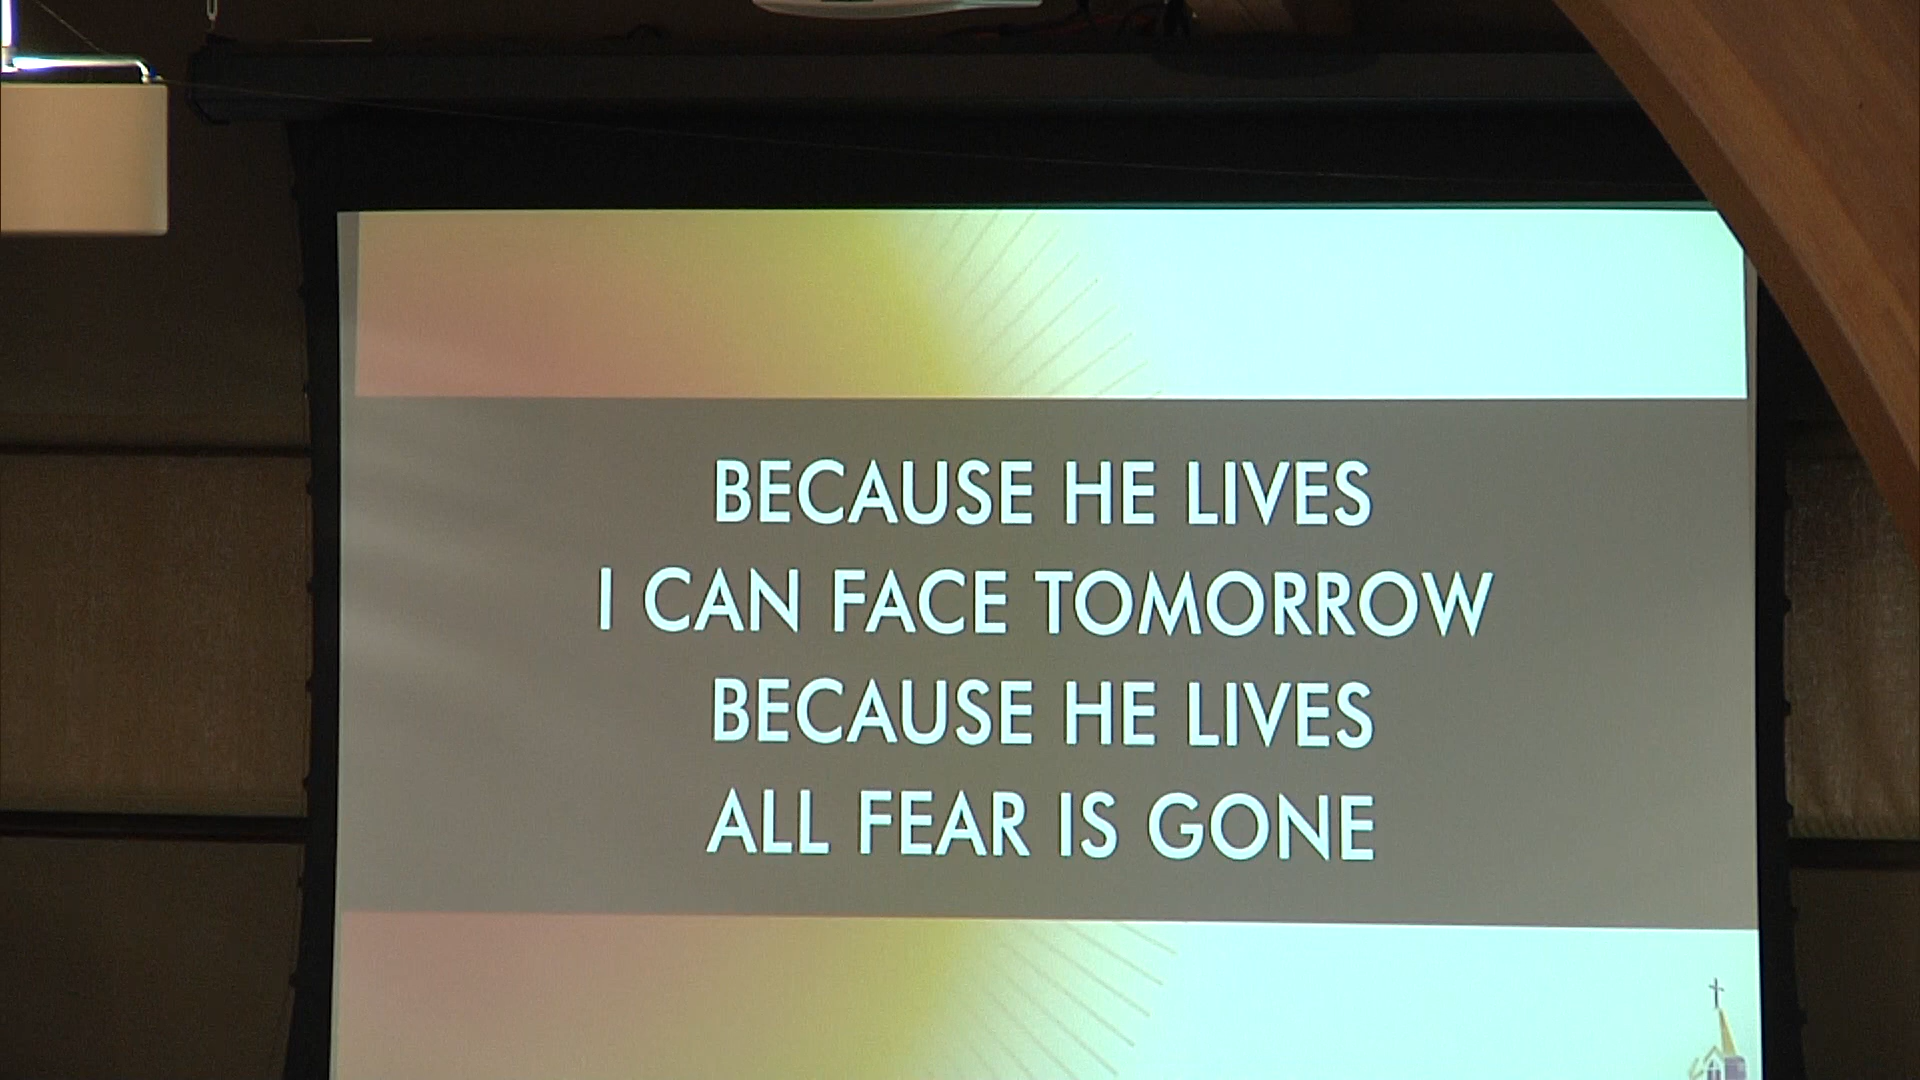 BECAUSE HE LIVES
I CAN FACE TOMORROW
BECAUSE HE LIVES
ALL FEAR IS GONE